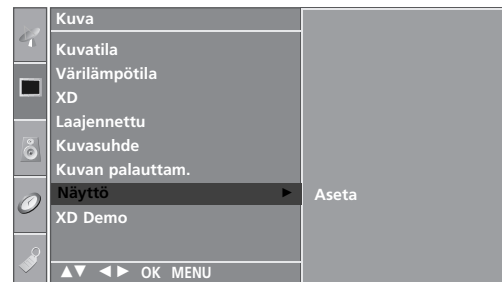 Kuva
Kuvatila
Värilämpötila
XD
Laajennettu
Kuvasuhde
Kuvan palauttam.
Näyttö ► Aseta
XD Demo
▲▼ ◄► OK MENU